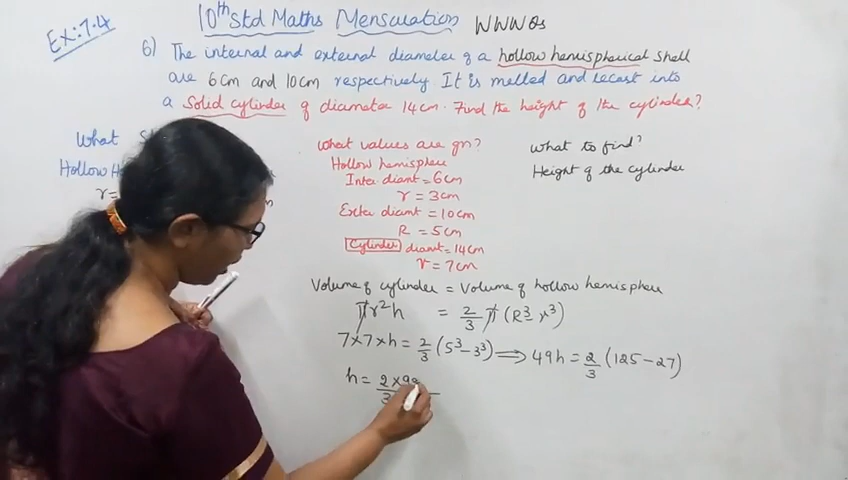 10th Std Maths Mensuration WWW Qs
Ex:7.4
6) The internal and external diameter of a hollow hemispherical shell
are 6cm and 10cm respectively It is melted and recast into
a Solid cylinder of diameter 14cm. Find the height of the cylinder?
What
Hollow
r=
What values are gn?
Hollow hemisphere
Inter diamt = 6cm
r = 3cm
Exter diamt = 10cm
R = 5cm
Cylinder diamt = 14cm
r = 7cm
What to find?
Height of the cylinder
Volume of cylinder = Volume of hollow hemisphere
πr²h = 2/3 π (R³ - r³)
7×7×h = 2/3 (5³ - 3³) ⟹ 49h = 2/3 (125 - 27)
h = 2×98
3